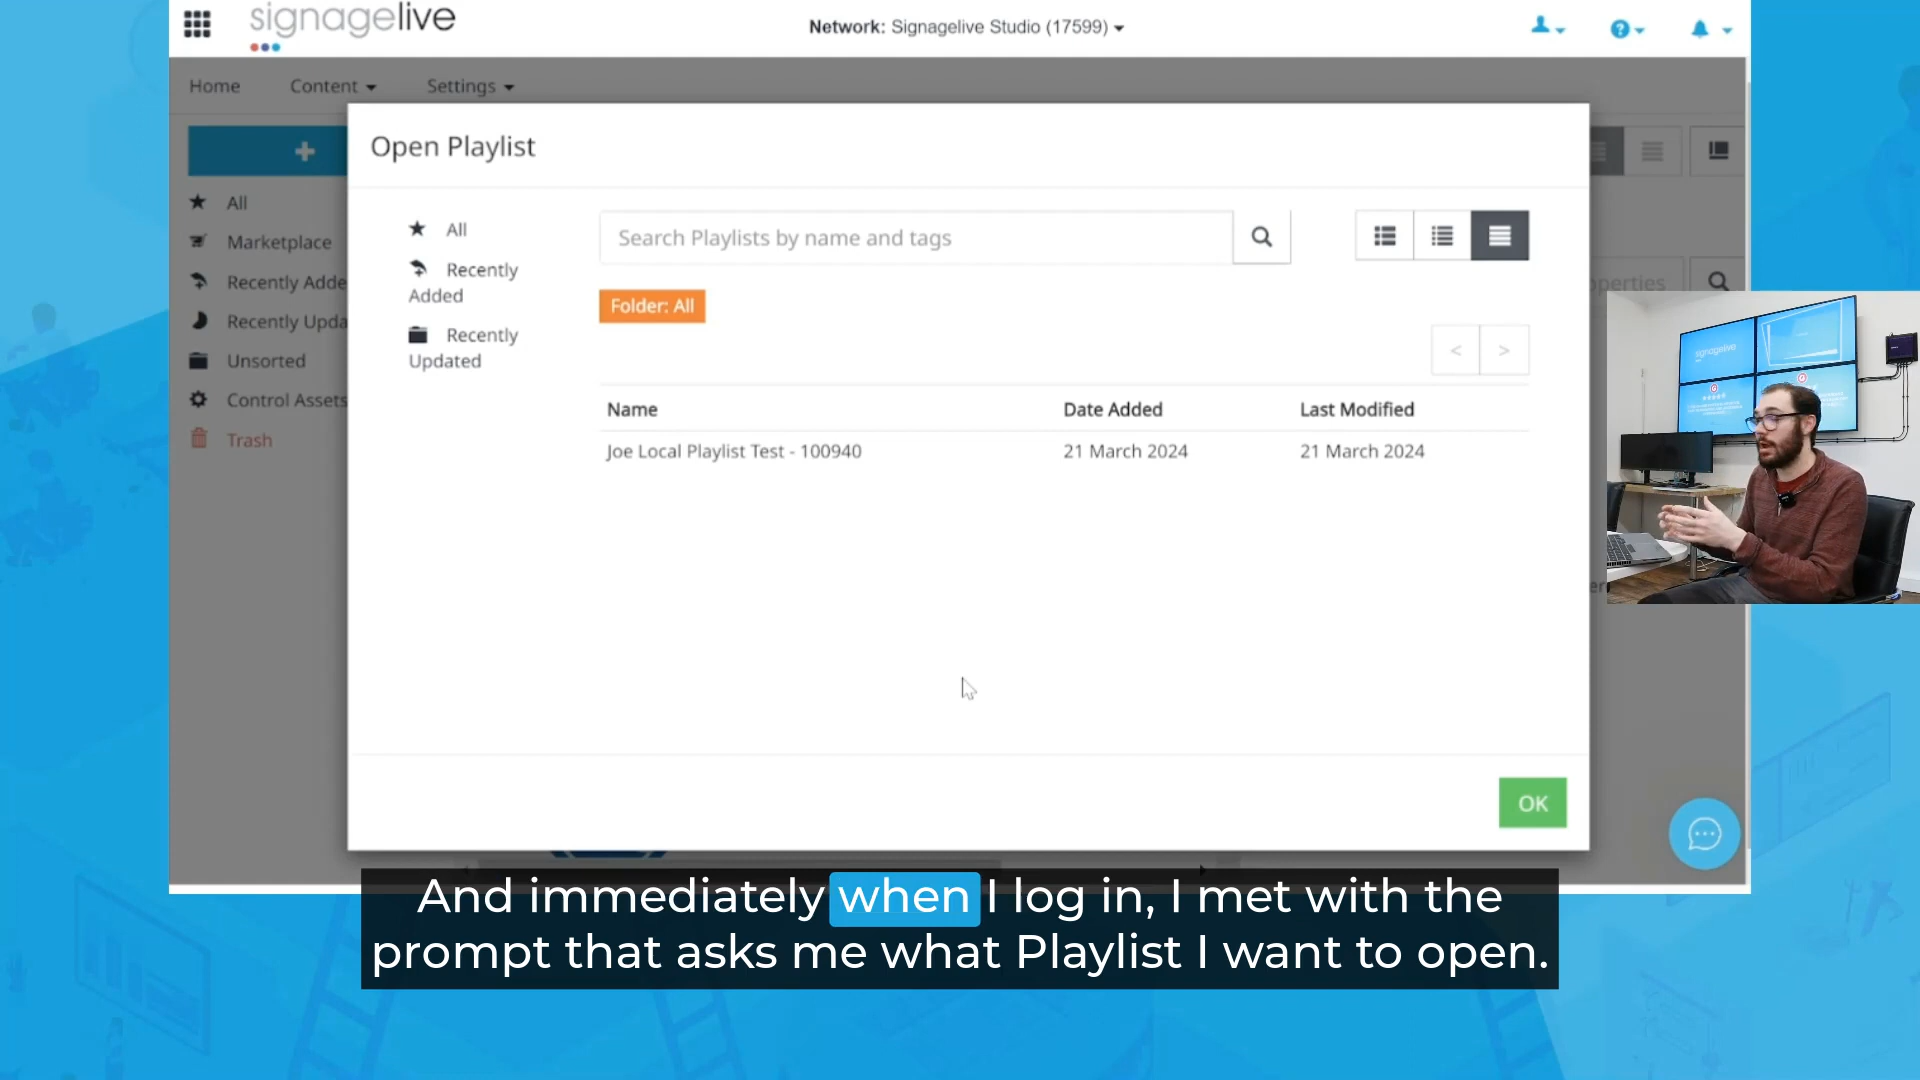 signagelive
Network: Signagelive Studio (17599)
Home
Content
Settings
Open Playlist
All
Marketplace
Recently Adde
Recently Upda
Unsorted
Control Assets
Trash
All
Recently
Added
Recently
Updated
Search Playlists by name and tags
Folder: All
<
>
Name
Date Added
Last Modified
Joe Local Playlist Test - 100940
21 March 2024
21 March 2024
OK
operties
signagelive
And immediately when I log in, I met with the
prompt that asks me what Playlist I want to open.